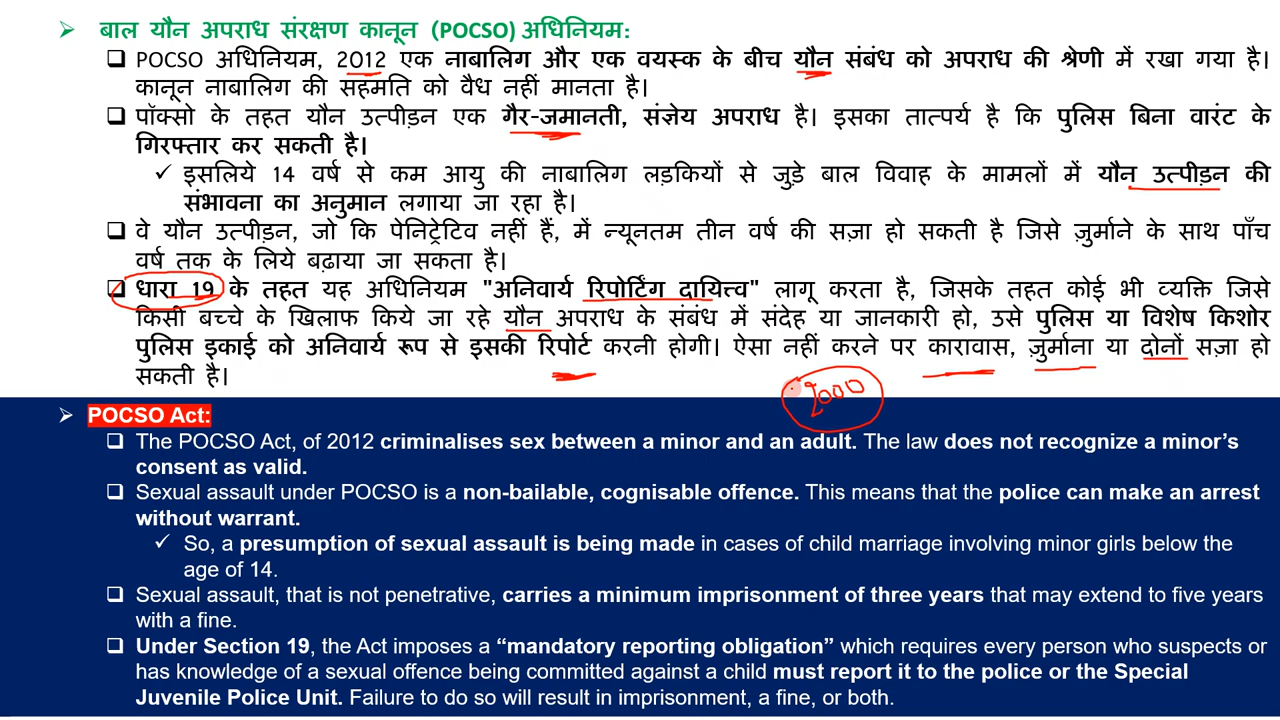 ➢ बाल यौन अपराध संरक्षण कानून (POCSO) अधिनियम:
❑ POCSO अधिनियम, 2012 एक नाबालिग और एक वयस्क के बीच यौन संबंध को अपराध की श्रेणी में रखा गया है।
कानून नाबालिग की सहमति को वैध नहीं मानता है।
❑ पॉक्सो के तहत यौन उत्पीड़न एक गैर-जमानती, संज्ञेय अपराध है। इसका तात्पर्य है कि पुलिस बिना वारंट के
गिरफ्तार कर सकती है।
✓ इसलिये 14 वर्ष से कम आयु की नाबालिग लड़कियों से जुड़े बाल विवाह के मामलों में यौन उत्पीड़न की
संभावना का अनुमान लगाया जा रहा है।
❑ वे यौन उत्पीड़न, जो कि पेनिट्रेटिव नहीं हैं, में न्यूनतम तीन वर्ष की सज़ा हो सकती है जिसे ज़ुर्माने के साथ पाँच
वर्ष तक के लिये बढ़ाया जा सकता है।
❑ धारा 19 के तहत यह अधिनियम "अनिवार्य रिपोर्टिंग दायित्त्व" लागू करता है, जिसके तहत कोई भी व्यक्ति जिसे
किसी बच्चे के खिलाफ किये जा रहे यौन अपराध के संबंध में संदेह या जानकारी हो, उसे पुलिस या विशेष किशोर
पुलिस इकाई को अनिवार्य रूप से इसकी रिपोर्ट करनी होगी। ऐसा नहीं करने पर कारावास, ज़ुर्माना या दोनों सज़ा हो
सकती है।
2000
➢ POCSO Act:
❑ The POCSO Act, of 2012 criminalises sex between a minor and an adult. The law does not recognize a minor’s
consent as valid.
❑ Sexual assault under POCSO is a non-bailable, cognisable offence. This means that the police can make an arrest
without warrant.
✓ So, a presumption of sexual assault is being made in cases of child marriage involving minor girls below the
age of 14.
❑ Sexual assault, that is not penetrative, carries a minimum imprisonment of three years that may extend to five years
with a fine.
❑ Under Section 19, the Act imposes a “mandatory reporting obligation” which requires every person who suspects or
has knowledge of a sexual offence being committed against a child must report it to the police or the Special
Juvenile Police Unit. Failure to do so will result in imprisonment, a fine, or both.